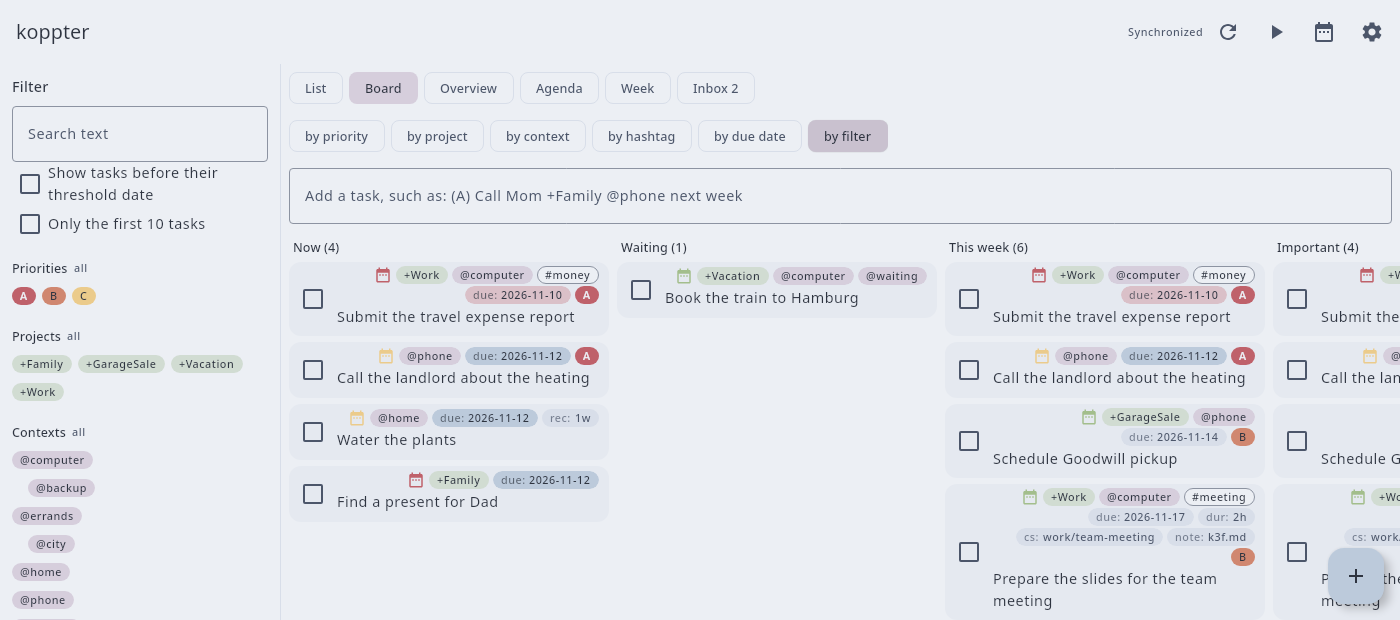 koppter
Synchronized
Filter
Search text
Show tasks before their
threshold date
Only the first 10 tasks
Priorities all
A B C
Projects all
+Family +GarageSale +Vacation
+Work
Contexts all
@computer
@backup
@errands
@city
@home
@phone
List Board Overview Agenda Week Inbox 2
by priority by project by context by hashtag by due date by filter
Add a task, such as: (A) Call Mom +Family @phone next week
Now (4)
+Work @computer #money
due: 2026-11-10 A
Submit the travel expense report
@phone due: 2026-11-12 A
Call the landlord about the heating
@home due: 2026-11-12 rec: 1w
Water the plants
+Family due: 2026-11-12
Find a present for Dad
Waiting (1)
+Vacation @computer @waiting
Book the train to Hamburg
This week (6)
+Work @computer #money
due: 2026-11-10 A
Submit the travel expense report
@phone due: 2026-11-12 A
Call the landlord about the heating
+GarageSale @phone
due: 2026-11-14 B
Schedule Goodwill pickup
+Work @computer #meeting
due: 2026-11-17 dur: 2h
cs: work/team-meeting note: k3f.md
B
Prepare the slides for the team
meeting
Important (4)
Submit the
Call the
Schedule
cs: